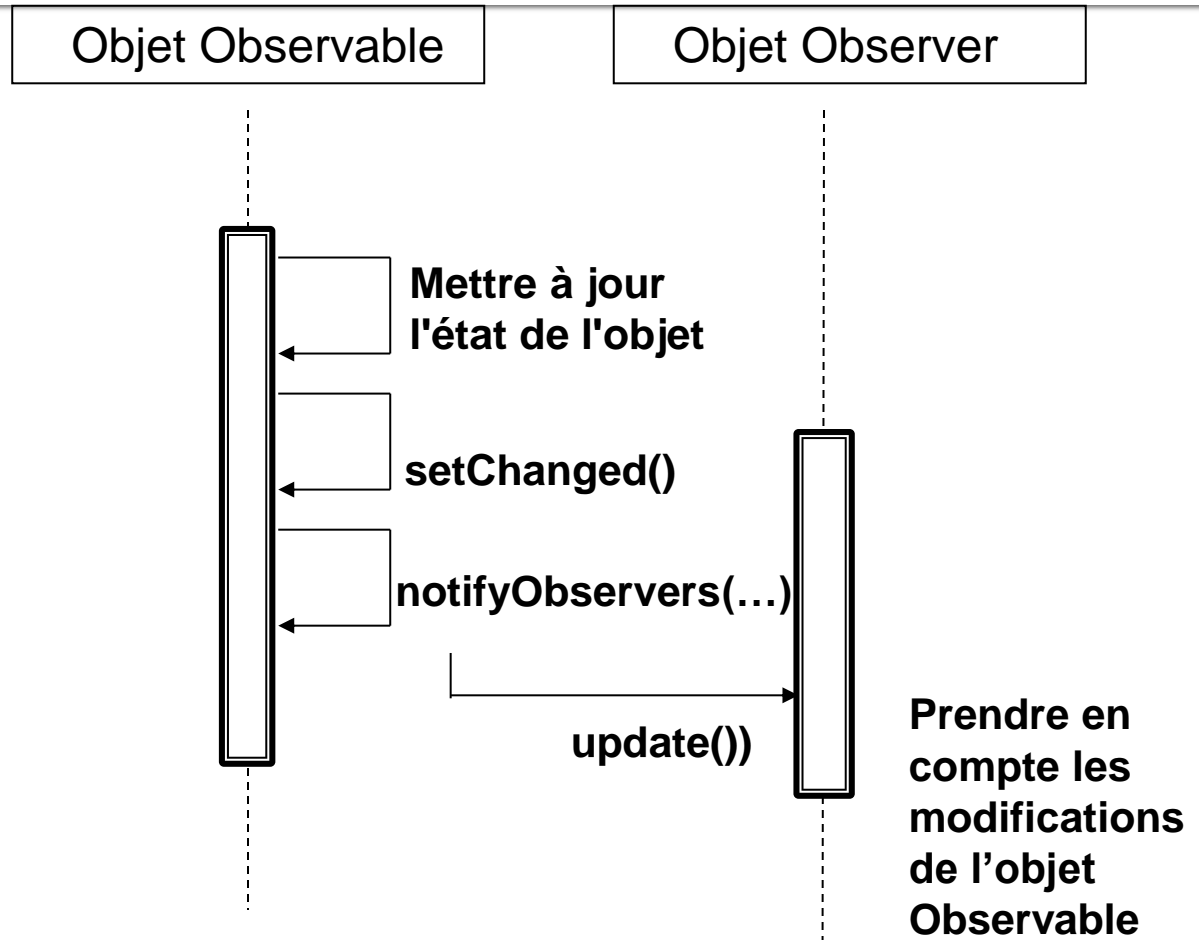 Objet Observable
Objet Observer
Mettre à jour
l'état de l'objet
setChanged()
notifyObservers(…)
update())
Prendre en
compte les
modifications
de l’objet
Observable